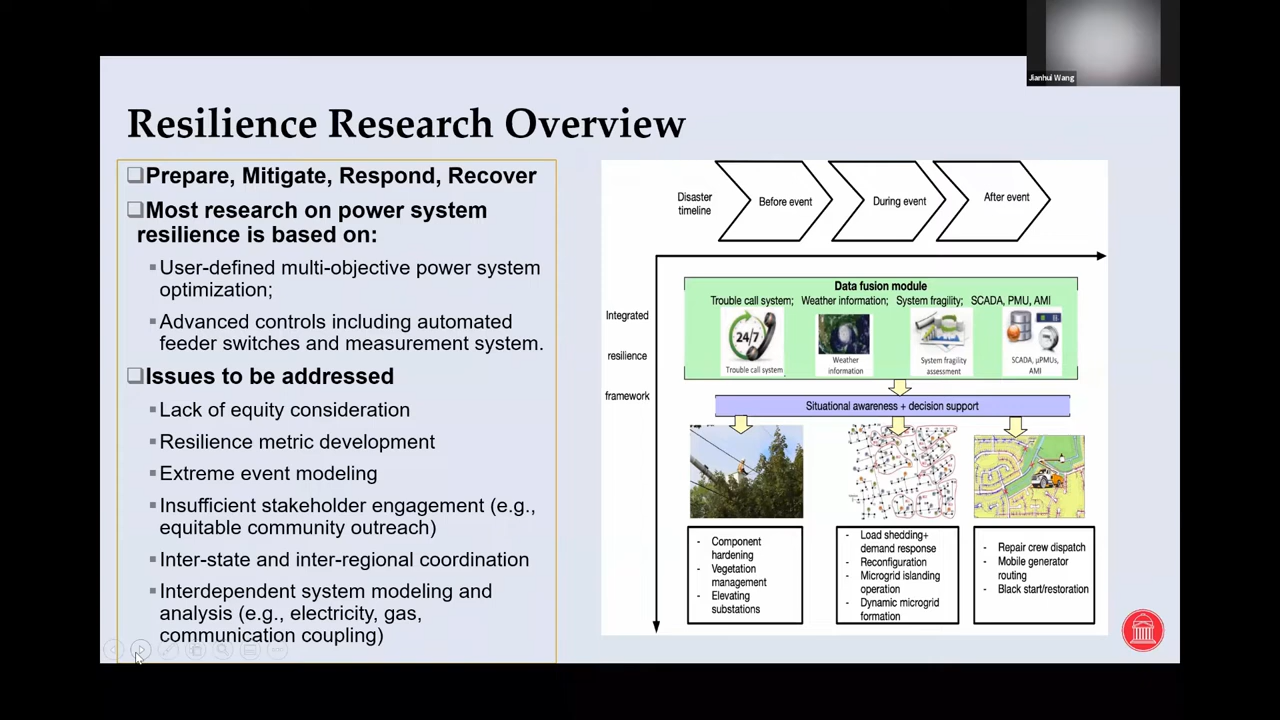 Jianhui Wang
Resilience Research Overview
❑Prepare, Mitigate, Respond, Recover
❑Most research on power system
resilience is based on:
▪User-defined multi-objective power system
optimization;
▪Advanced controls including automated
feeder switches and measurement system.
❑Issues to be addressed
▪Lack of equity consideration
▪Resilience metric development
▪Extreme event modeling
▪Insufficient stakeholder engagement (e.g.,
equitable community outreach)
▪Inter-state and inter-regional coordination
▪Interdependent system modeling and
analysis (e.g., electricity, gas,
communication coupling)
Disaster
timeline
Before event
During event
After event
Integrated
resilience
framework
Data fusion module
Trouble call system; Weather information; System fragility; SCADA, PMU, AMI
24/7
Trouble call system
Weather
information
System fragility
assessment
SCADA, µPMUs,
AMI
Situational awareness + decision support
- Component
hardening
- Vegetation
management
- Elevating
substations
- Load shedding+
demand response
- Reconfiguration
- Microgrid islanding
operation
- Dynamic microgrid
formation
- Repair crew dispatch
- Mobile generator
routing
- Black start/restoration